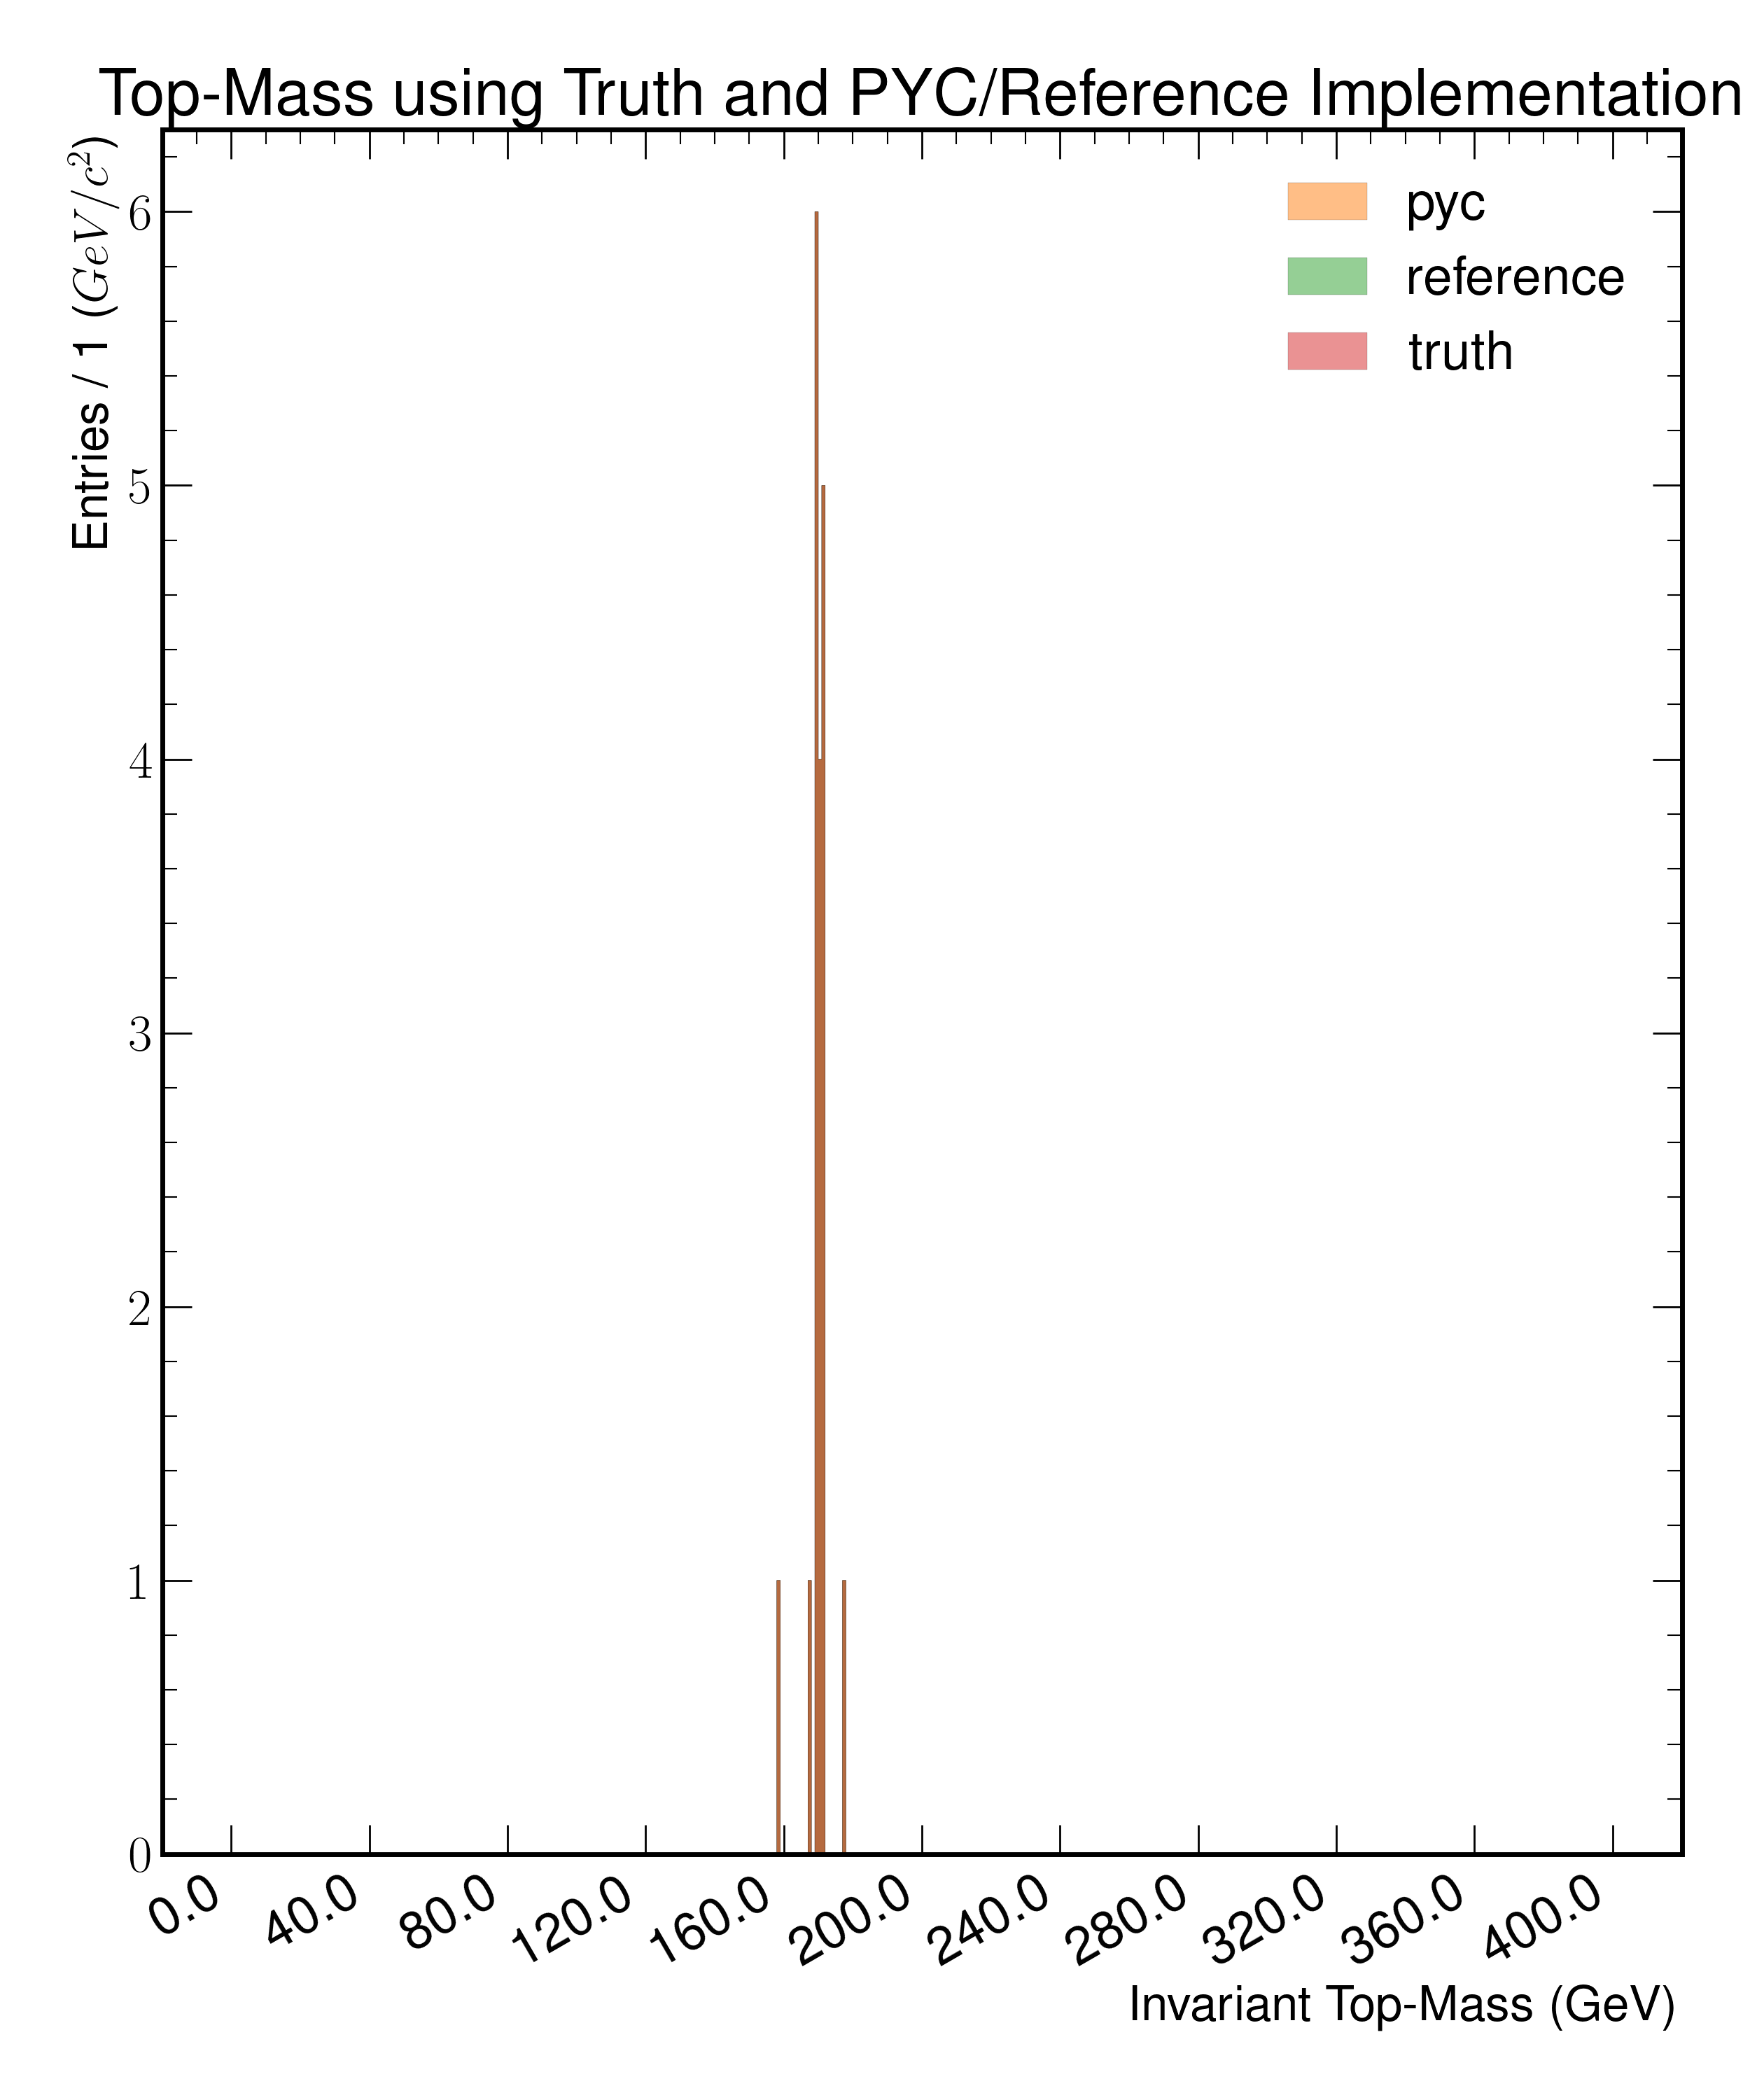 Top-Mass using Truth and PYC/Reference Implementation
Entries / 1 (GeV/c²)
pyc
reference
truth
6
5
4
3
2
1
0
0.0 40.0 80.0 120.0 160.0 200.0 240.0 280.0 320.0 360.0 400.0
Invariant Top-Mass (GeV)